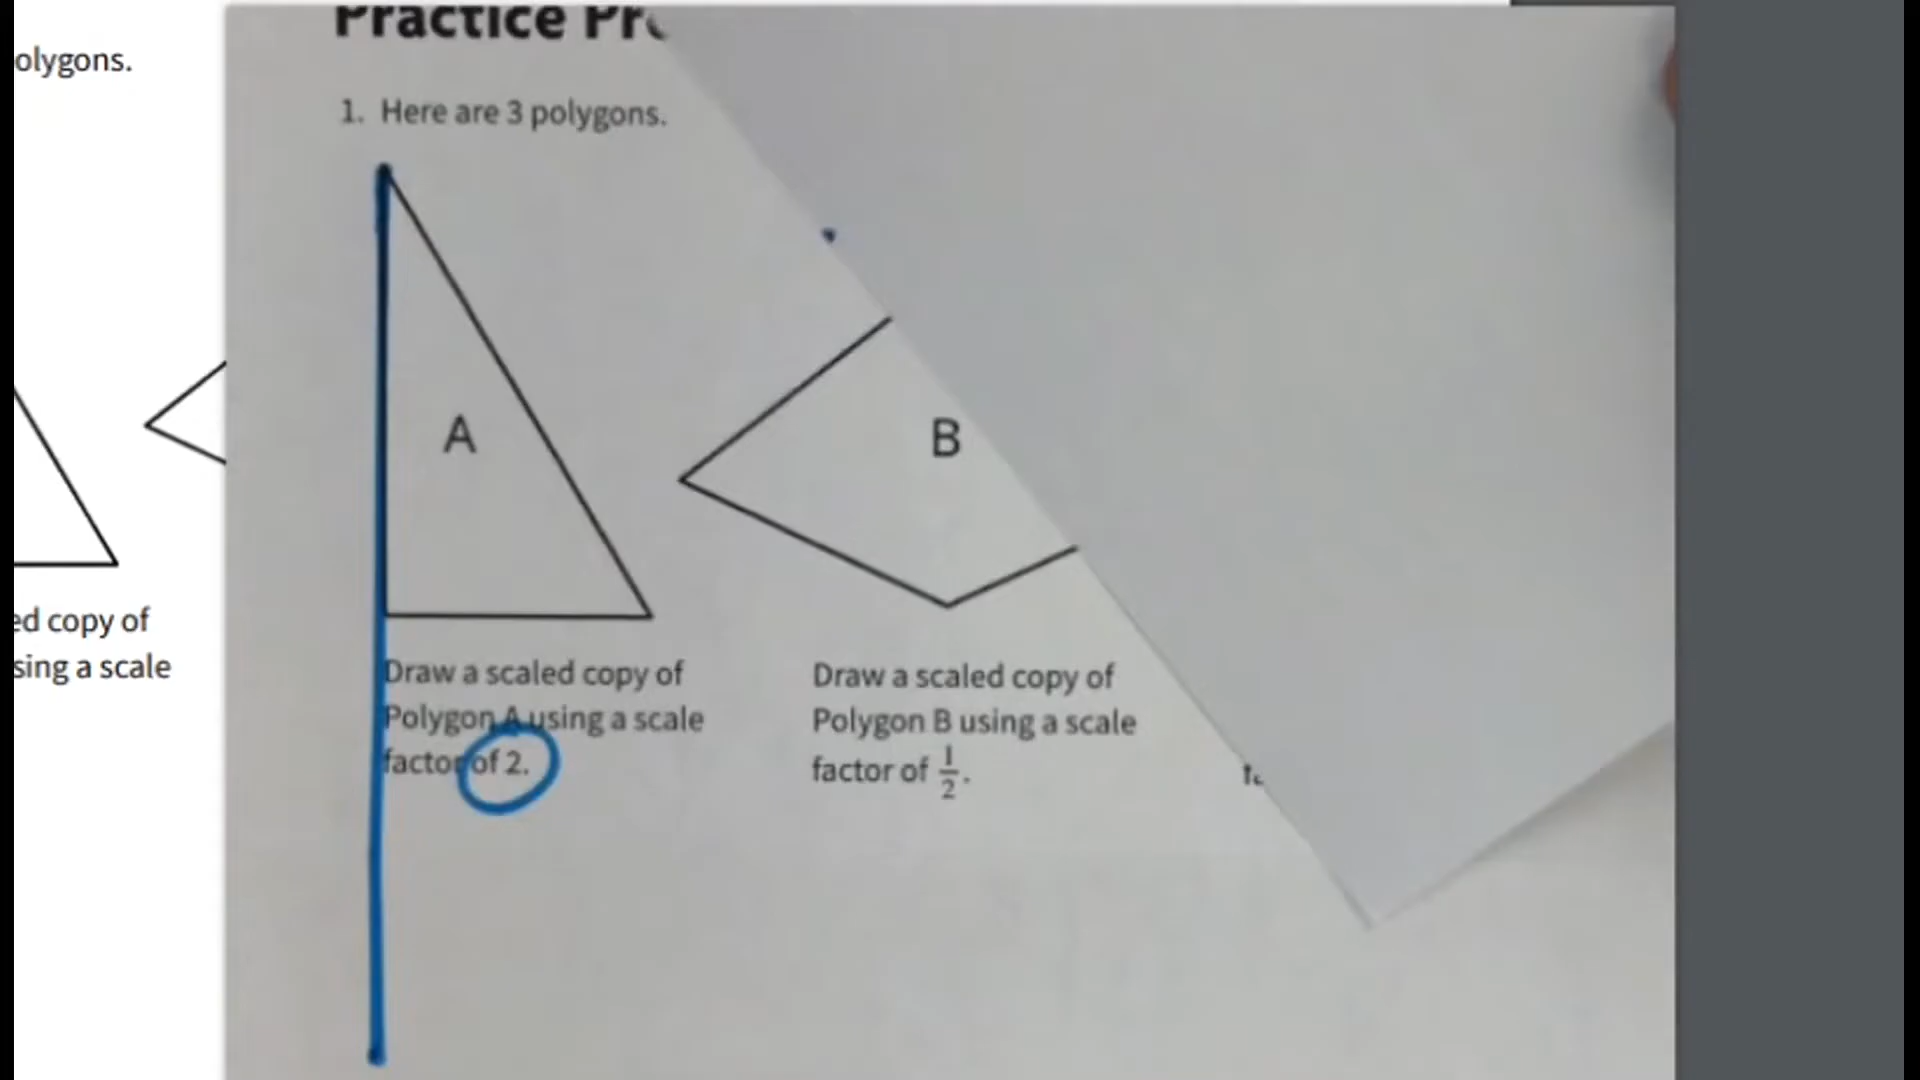 Practice
olygons.
1. Here are 3 polygons.
A
B
ed copy of
sing a scale
Draw a scaled copy of
Polygon A using a scale
factor of 2.
Draw a scaled copy of
Polygon B using a scale
factor of 1/2.